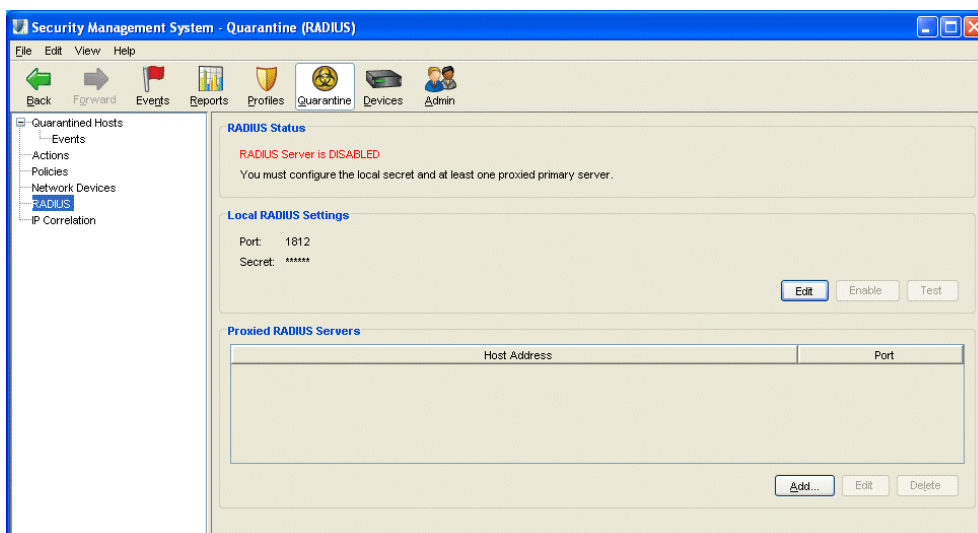 Security Management System - Quarantine (RADIUS)
File Edit View Help
Back Forward Events Reports Profiles Quarantine Devices Admin
Quarantined Hosts
Events
Actions
Policies
Network Devices
RADIUS
IP Correlation
RADIUS Status
RADIUS Server is DISABLED
You must configure the local secret and at least one proxied primary server.
Local RADIUS Settings
Port: 1812
Secret: ******
Edit Enable Test
Proxied RADIUS Servers
Host Address Port
Add... Edit Delete